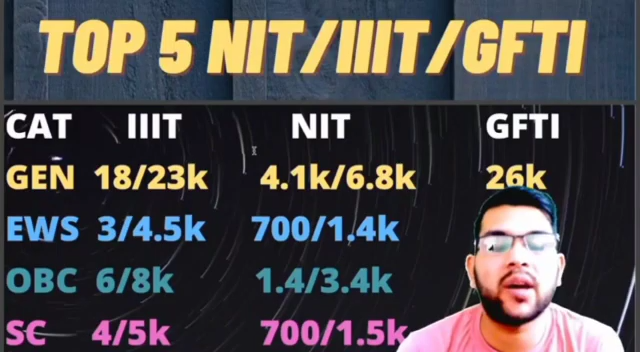 TOP 5 NIT/IIIT/GFTI
CAT IIIT NIT GFTI
GEN 18/23k 4.1k/6.8k 26k
EWS 3/4.5k 700/1.4k
OBC 6/8k 1.4/3.4k
SC 4/5k 700/1.5k